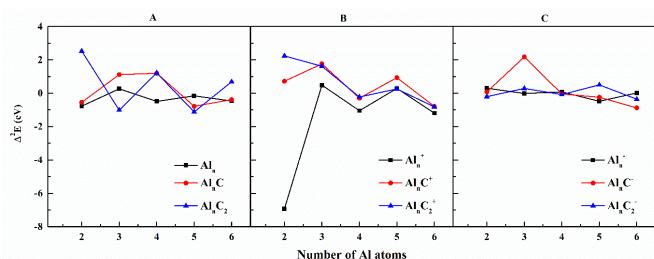 A B C
4
2
0
-2
-4
-6
-8
Δ²E (eV)
Alₙ
AlₙC
AlₙC₂
Alₙ⁺
AlₙC⁺
AlₙC₂⁺
Alₙ⁻
AlₙC⁻
AlₙC₂⁻
2 3 4 5 6 2 3 4 5 6 2 3 4 5 6
Number of Al atoms